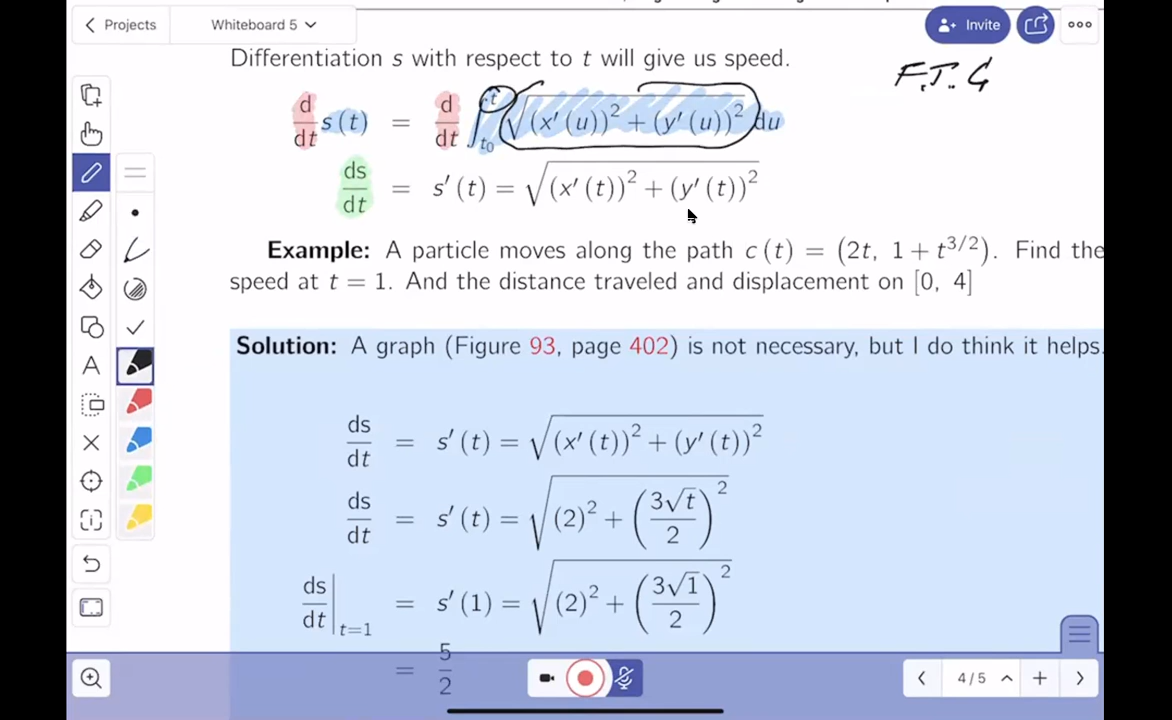 Projects
Whiteboard 5
Invite
Differentiation s with respect to t will give us speed.
F.T.C
d/dt s(t) = d/dt ∫_{t₀}^{t} √((x′(u))² + (y′(u))²) du
ds/dt = s′(t) = √((x′(t))² + (y′(t))²)
Example: A particle moves along the path c(t) = (2t, 1 + t^{3/2}). Find the
speed at t = 1. And the distance traveled and displacement on [0, 4]
Solution: A graph (Figure 93, page 402) is not necessary, but I do think it helps.
ds/dt = s′(t) = √((x′(t))² + (y′(t))²)
ds/dt = s′(t) = √((2)² + (3√t/2)²)
ds/dt|_{t=1} = s′(1) = √((2)² + (3√1/2)²)
= 5/2
4/5